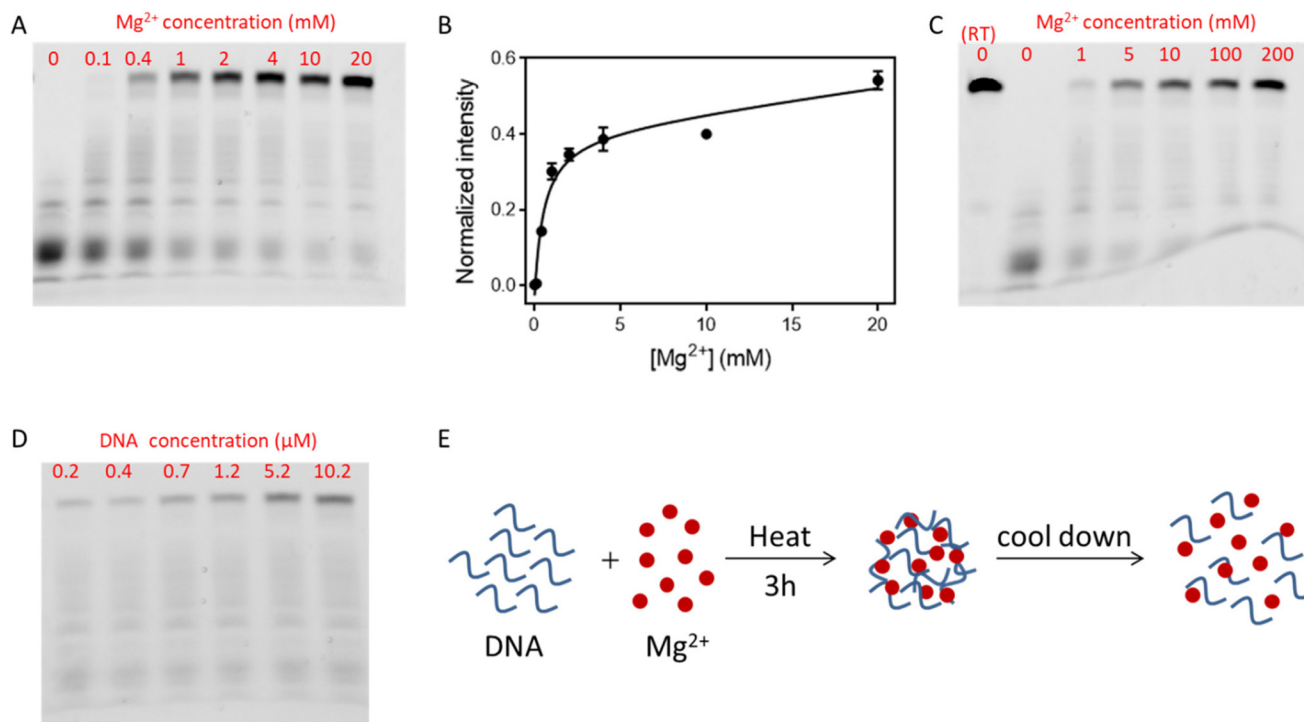 A
Mg²⁺ concentration (mM)
0 0.1 0.4 1 2 4 10 20
B
Normalized intensity
0.6
0.4
0.2
0.0
0 5 10 15 20
[Mg²⁺] (mM)
C
Mg²⁺ concentration (mM)
(RT)
0 0 1 5 10 100 200
D
DNA concentration (μM)
0.2 0.4 0.7 1.2 5.2 10.2
E
+
Heat
3h
cool down
DNA
Mg²⁺